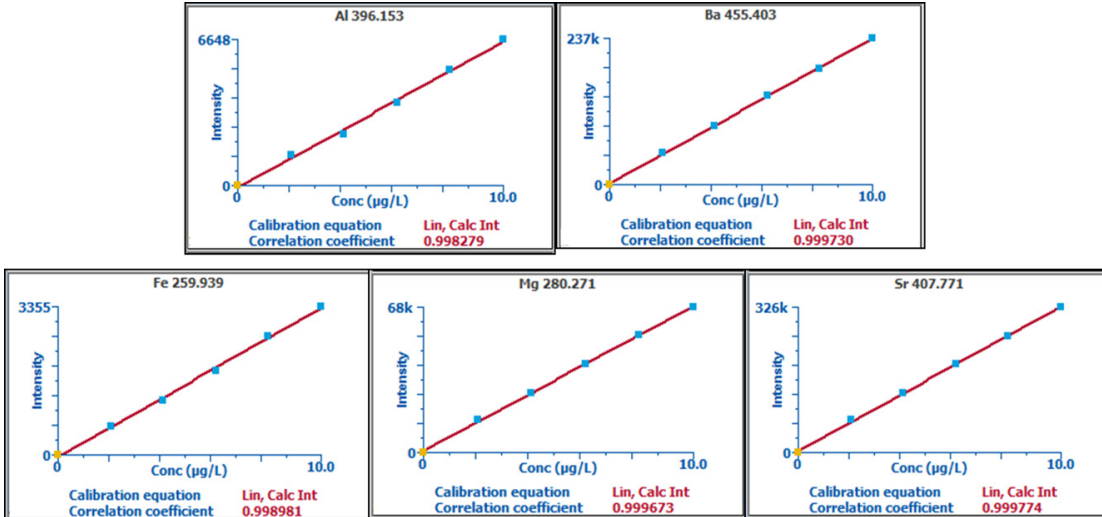 Al 396.153
6648
Intensity
0
0
10.0
Conc (µg/L)
Calibration equation Lin, Calc Int
Correlation coefficient 0.998279
Ba 455.403
237k
Intensity
0
0
10.0
Conc (µg/L)
Calibration equation Lin, Calc Int
Correlation coefficient 0.999730
Fe 259.939
3355
Intensity
0
0
10.0
Conc (µg/L)
Calibration equation Lin, Calc Int
Correlation coefficient 0.998981
Mg 280.271
68k
Intensity
0
0
10.0
Conc (µg/L)
Calibration equation Lin, Calc Int
Correlation coefficient 0.999673
Sr 407.771
326k
Intensity
0
0
10.0
Conc (µg/L)
Calibration equation Lin, Calc Int
Correlation coefficient 0.999774